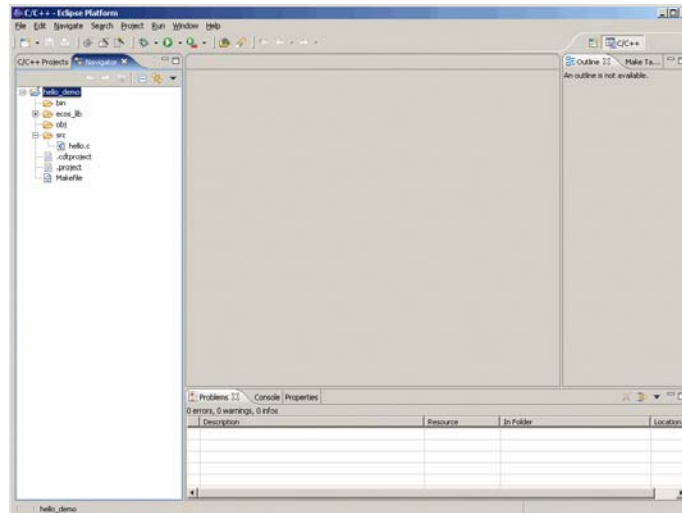 C/C++ - Eclipse Platform
File Edit Navigate Search Project Run Window Help
C/C++
C/C++ Projects Navigator
Outline Make Ta...
An outline is not available.
hello_demo
bin
ecos_lib
obj
src
hello.c
.cdtproject
.project
Makefile
Problems Console Properties
0 errors, 0 warnings, 0 infos
Description Resource In Folder Location
hello_demo